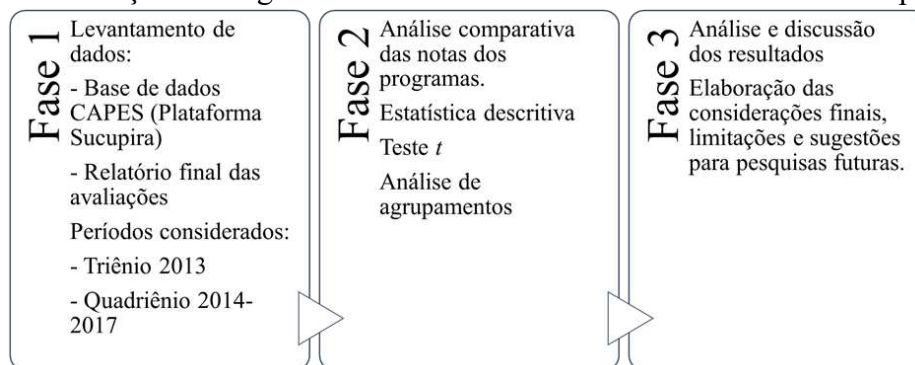 Fase 1
Levantamento de
dados:
- Base de dados
CAPES (Plataforma
Sucupira)
- Relatório final das
avaliações
Períodos considerados:
- Triênio 2013
- Quadriênio 2014-
2017
Fase 2
Análise comparativa
das notas dos
programas.
Estatística descritiva
Teste t
Análise de
agrupamentos
Fase 3
Análise e discussão
dos resultados
Elaboração das
considerações finais,
limitações e sugestões
para pesquisas futuras.